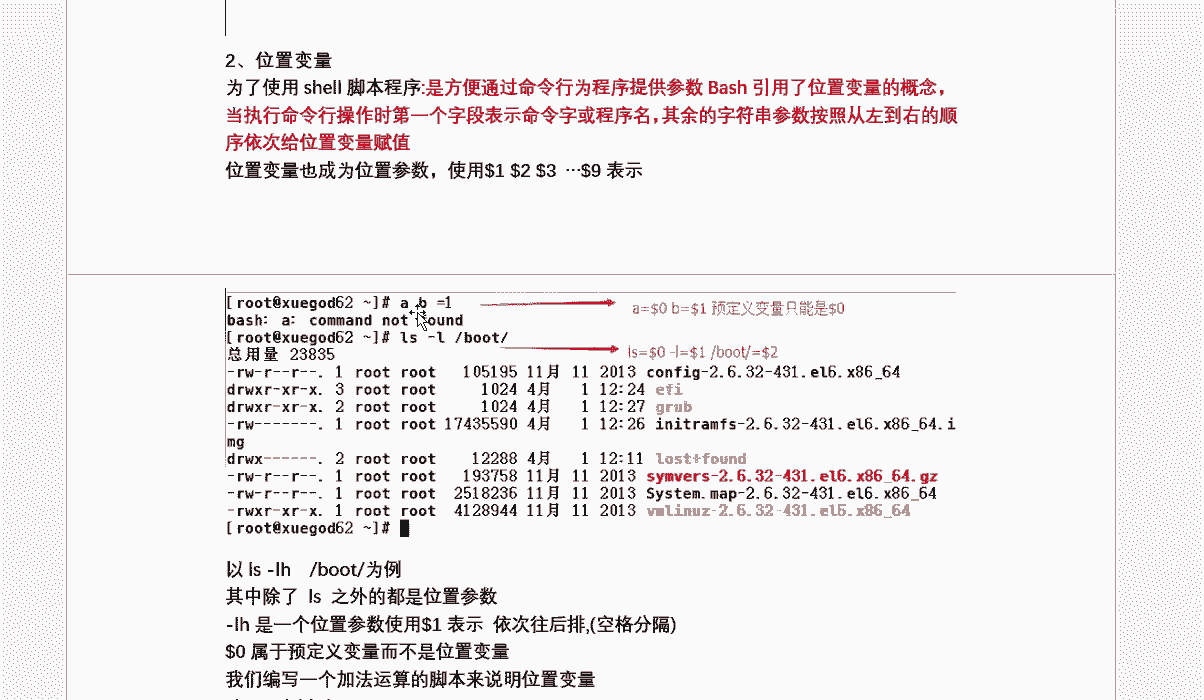 2、位置变量
为了使用 shell 脚本程序:是方便通过命令行为程序提供参数 Bash 引用了位置变量的概念，
当执行命令行操作时第一个字段表示命令字或程序名，其余的字符串参数按照从左到右的顺
序依次给位置变量赋值
位置变量也成为位置参数，使用$1 $2 $3 …$9 表示
[root@xuegod62 ~]# a b =1
a=$0 b=$1 预定义变量只能是$0
bash: a: command not found
[root@xuegod62 ~]# ls -l /boot/
ls=$0 -l=$1 /boot/=$2
总用量 23835
-rw-r--r--. 1 root root 105195 11月 11 2013 config-2.6.32-431.el6.x86_64
drwxr-xr-x. 3 root root 1024 4月 1 12:24 efi
drwxr-xr-x. 2 root root 1024 4月 1 12:27 grub
-rw-------. 1 root root 17435590 4月 1 12:26 initramfs-2.6.32-431.el6.x86_64.i
mg
drwx------. 2 root root 12288 4月 1 12:11 lost+found
-rw-r--r--. 1 root root 193758 11月 11 2013 symvers-2.6.32-431.el6.x86_64.gz
-rw-r--r--. 1 root root 2518236 11月 11 2013 System.map-2.6.32-431.el6.x86_64
-rwxr-xr-x. 1 root root 4128944 11月 11 2013 vmlinuz-2.6.32-431.el6.x86_64
[root@xuegod62 ~]#
以 ls -lh /boot/为例
其中除了 ls 之外的都是位置参数
-lh 是一个位置参数使用$1 表示 依次往后排,(空格分隔)
$0 属于预定义变量而不是位置变量
我们编写一个加法运算的脚本来说明位置变量